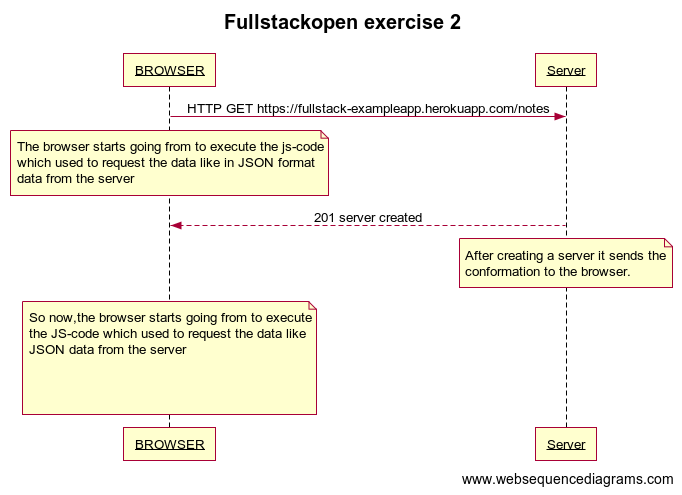 Fullstackopen exercise 2
BROWSER
Server
HTTP GET https://fullstack-exampleapp.herokuapp.com/notes
The browser starts going from to execute the js-code
which used to request the data like in JSON format
data from the server
201 server created
After creating a server it sends the
conformation to the browser.
So now,the browser starts going from to execute
the JS-code which used to request the data like
JSON data from the server
BROWSER
Server
www.websequencediagrams.com